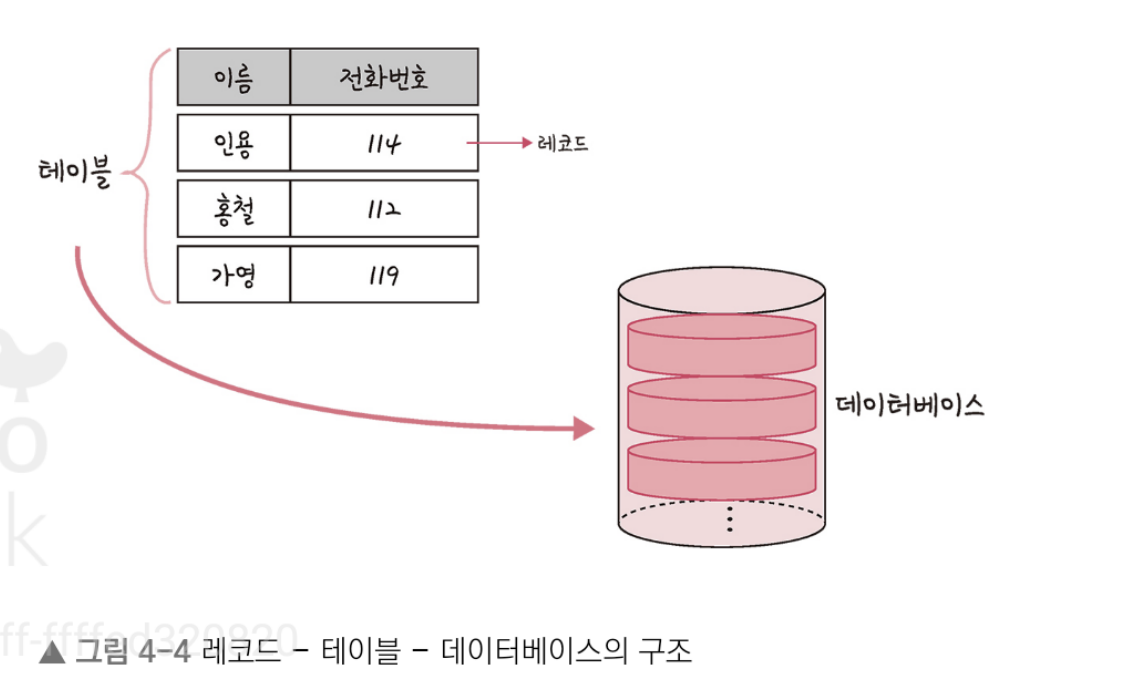 이름 전화번호
인용 114 레코드
테이블
홍철 112
가영 119
데이터베이스
▲ 그림 4-4 레코드 - 테이블 - 데이터베이스의 구조
o
k
ff-ffffed320820